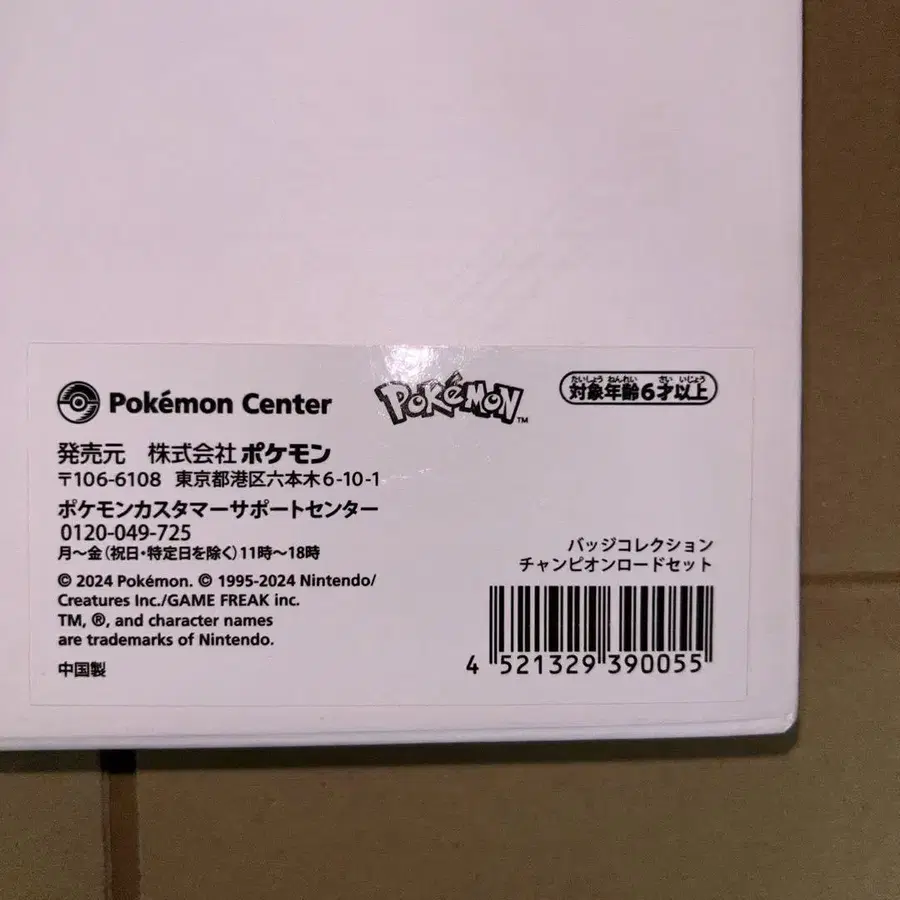 Pokémon Center
POKéMON™
たいしょう ねんれい さい いじょう
対象年齢6才以上
発売元 株式会社ポケモン
〒106-6108 東京都港区六本木6-10-1
ポケモンカスタマーサポートセンター
0120-049-725
月〜金(祝日・特定日を除く)11時〜18時
© 2024 Pokémon. © 1995-2024 Nintendo/
Creatures Inc./GAME FREAK inc.
TM, ®, and character names
are trademarks of Nintendo.
中国製
バッジコレクション
チャンピオンロードセット
4 521329 390055